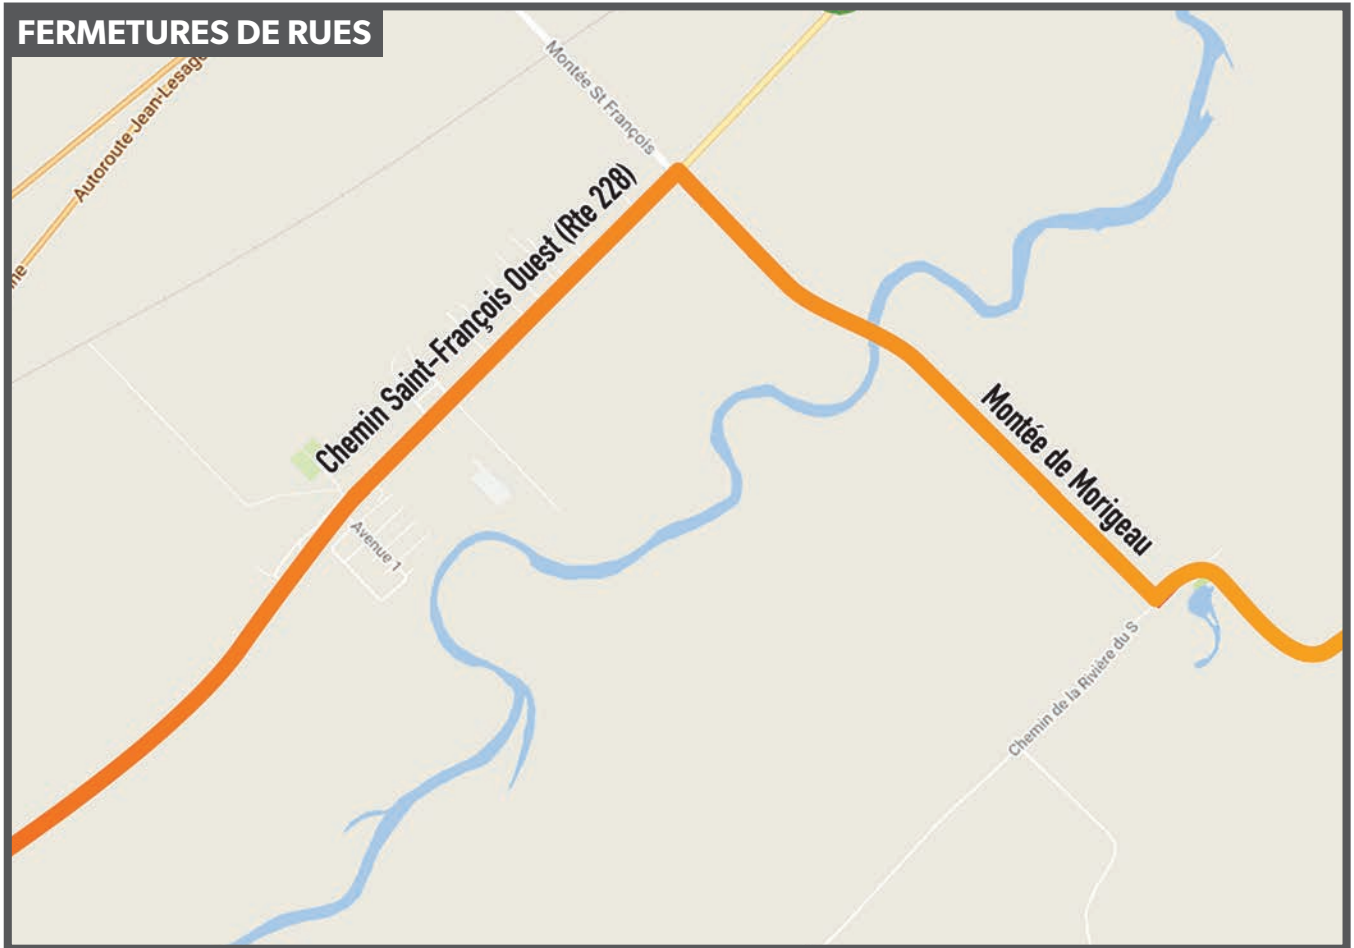 FERMETURES DE RUES
Autoroute Jean-Lesage
ne
Montée St François
Chemin Saint-François Ouest (Rte 228)
Montée de Morigeau
Avenue 1
Chemin de la Rivière du S